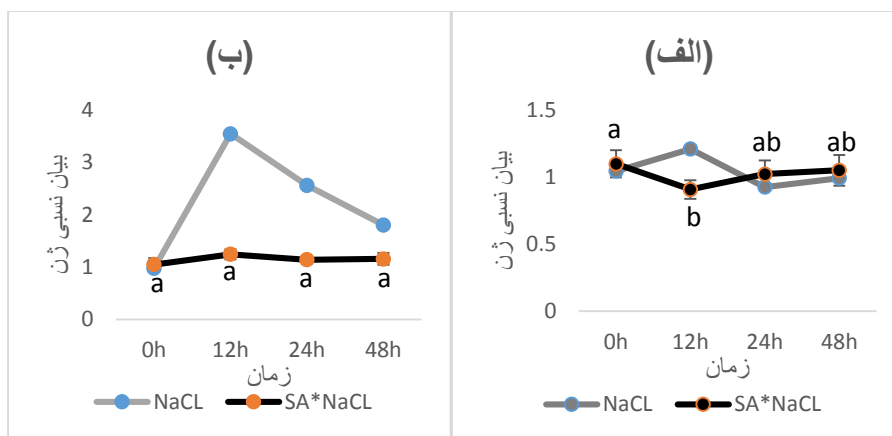 (الف)
بیان نسبی ژن
1.5
1
0.5
0
a
b
ab
ab
0h 12h 24h 48h
زمان
NaCL SA*NaCL
(ب)
بیان نسبی ژن
4
3
2
1
0
a a a a
0h 12h 24h 48h
زمان
NaCL SA*NaCL